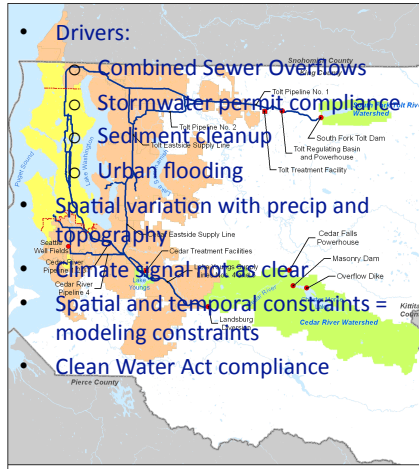 • Drivers:
Snohomish County
King County
○ Combined Sewer Overflows
Tolt Pipeline No. 1
○ Stormwater permit compliance
Watershed
Tolt Pipeline No. 2
South Fork Tolt Dam
○ Sediment cleanup
Tolt Eastside Supply Line
Tolt Regulating Basin
and Powerhouse
Tolt Treatment Facility
Puget Sound
Lake Washington
○ Urban flooding
• Spatial variation with precip and
topography
Eastside Supply Line
Seattle
Well Fields
Cedar Treatment Facilities
Cedar Falls
Powerhouse
Masonry Dam
Overflow Dike
• Climate signal not as clear
Cedar River
Pipeline 4
Lake
Youngs
• Spatial and temporal constraints =
modeling constraints
Landsburg
Cedar River Watershed
• Clean Water Act compliance
Pierce County